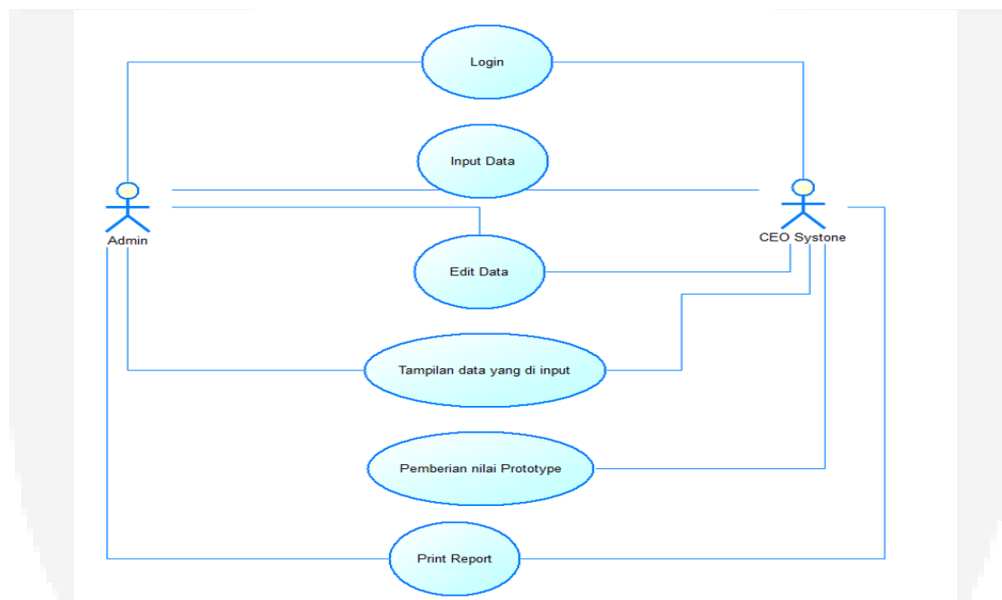 Login
Input Data
Admin
CEO Systone
Edit Data
Tampilan data yang di input
Pemberian nilai Prototype
Print Report